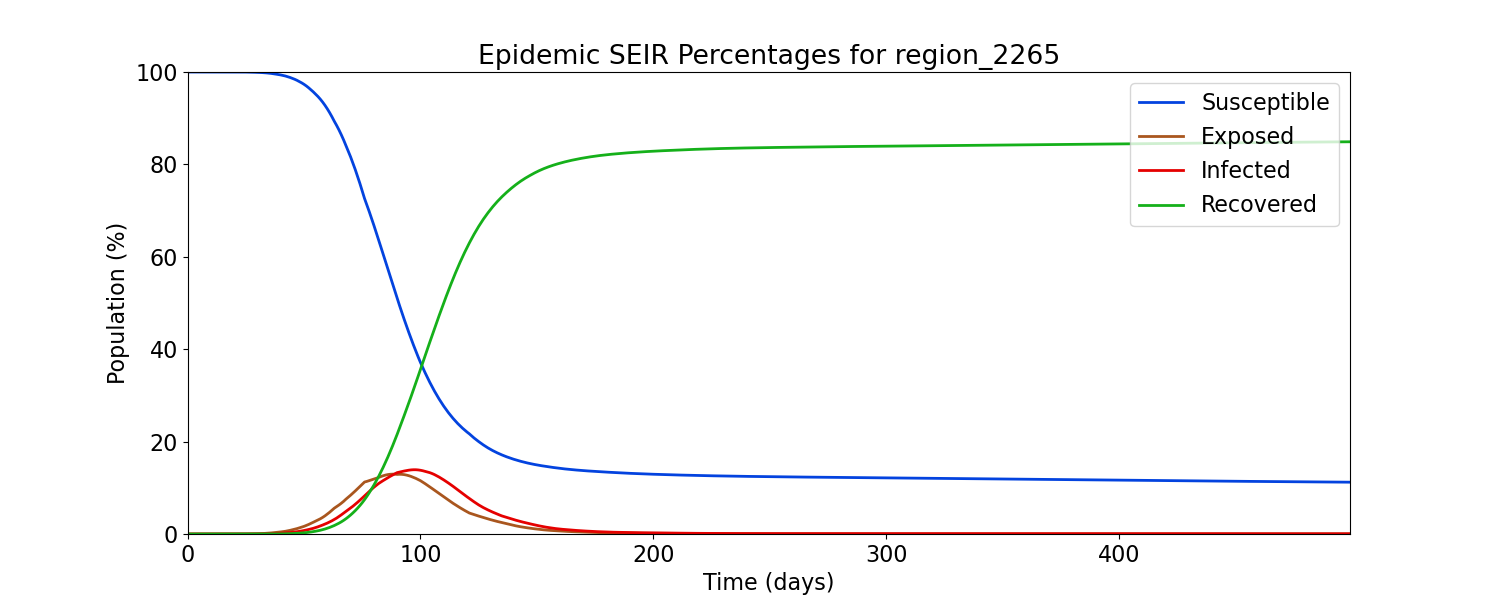 Epidemic SEIR Percentages for region_2265
Population (%)
100
80
60
40
20
0
0 100 200 300 400
Time (days)
Susceptible
Exposed
Infected
Recovered